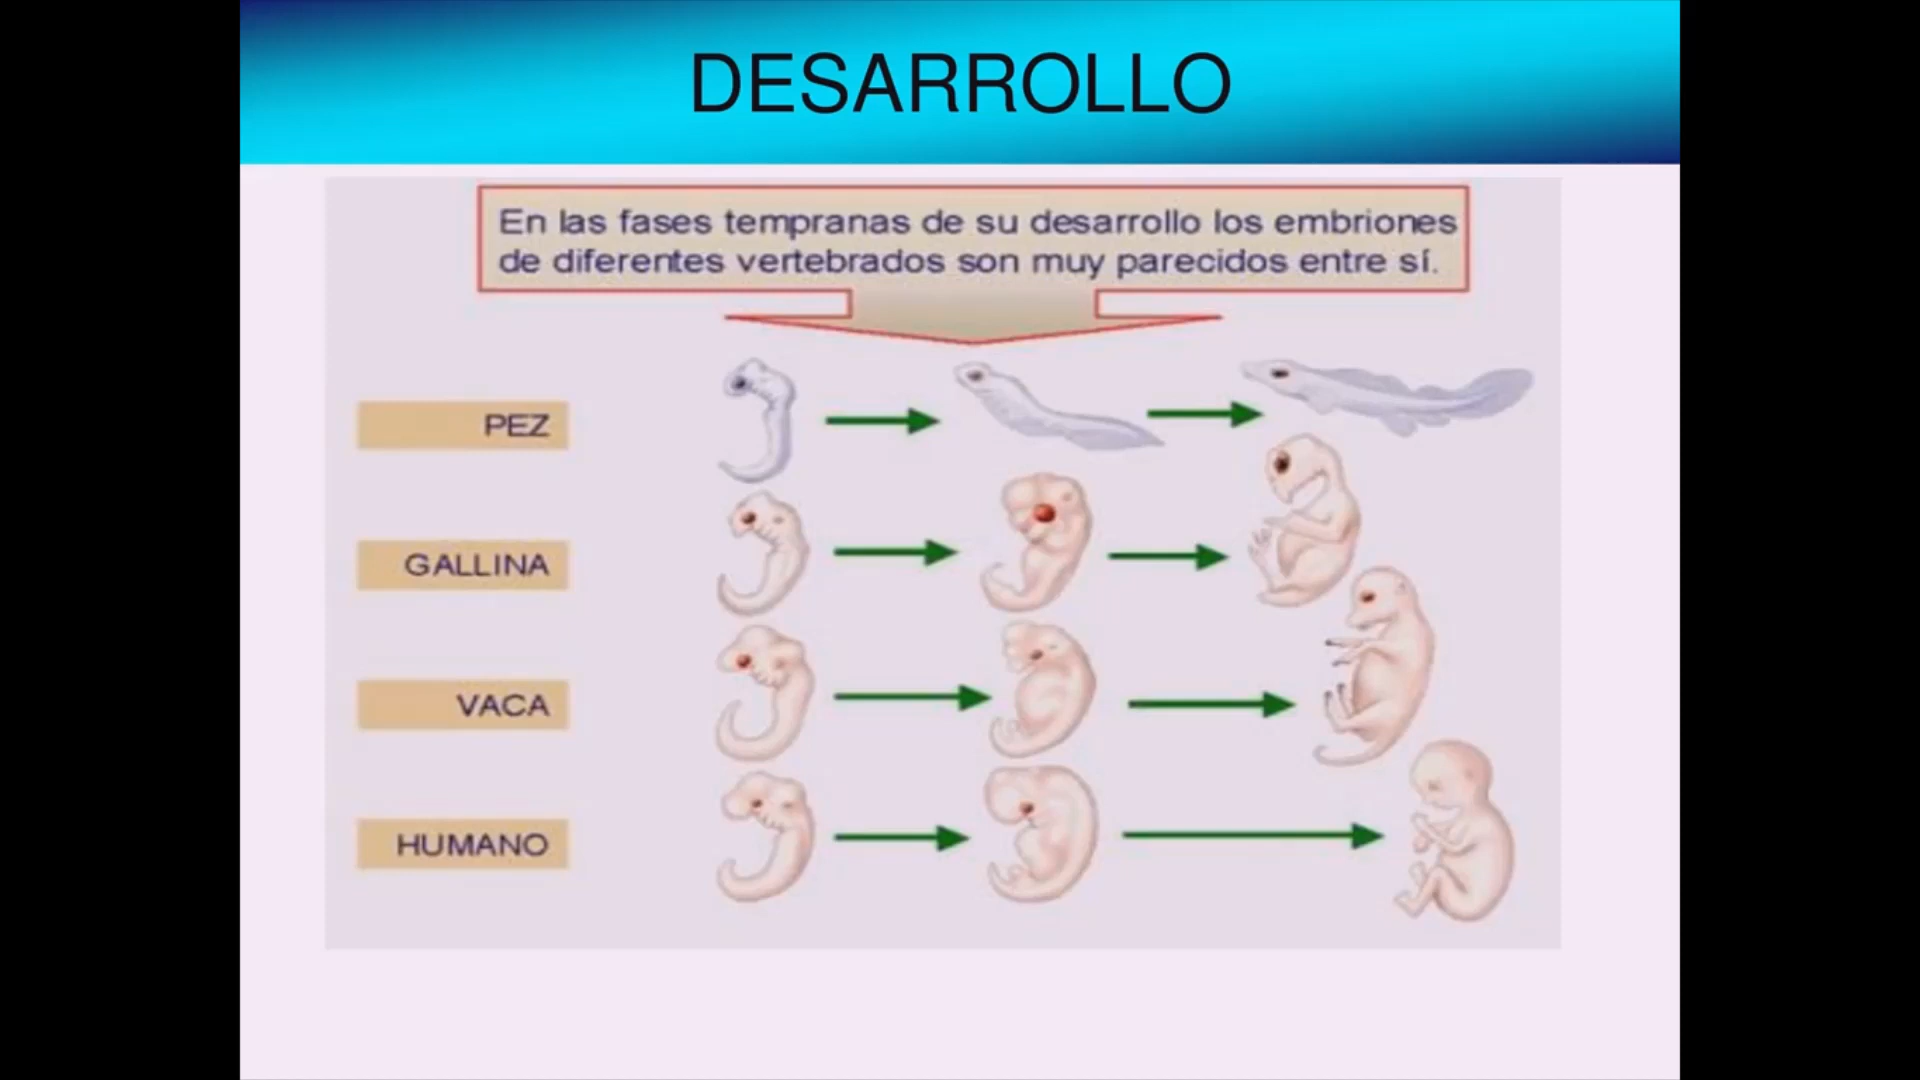 DESARROLLO
En las fases tempranas de su desarrollo los embriones
de diferentes vertebrados son muy parecidos entre sí.
PEZ
GALLINA
VACA
HUMANO